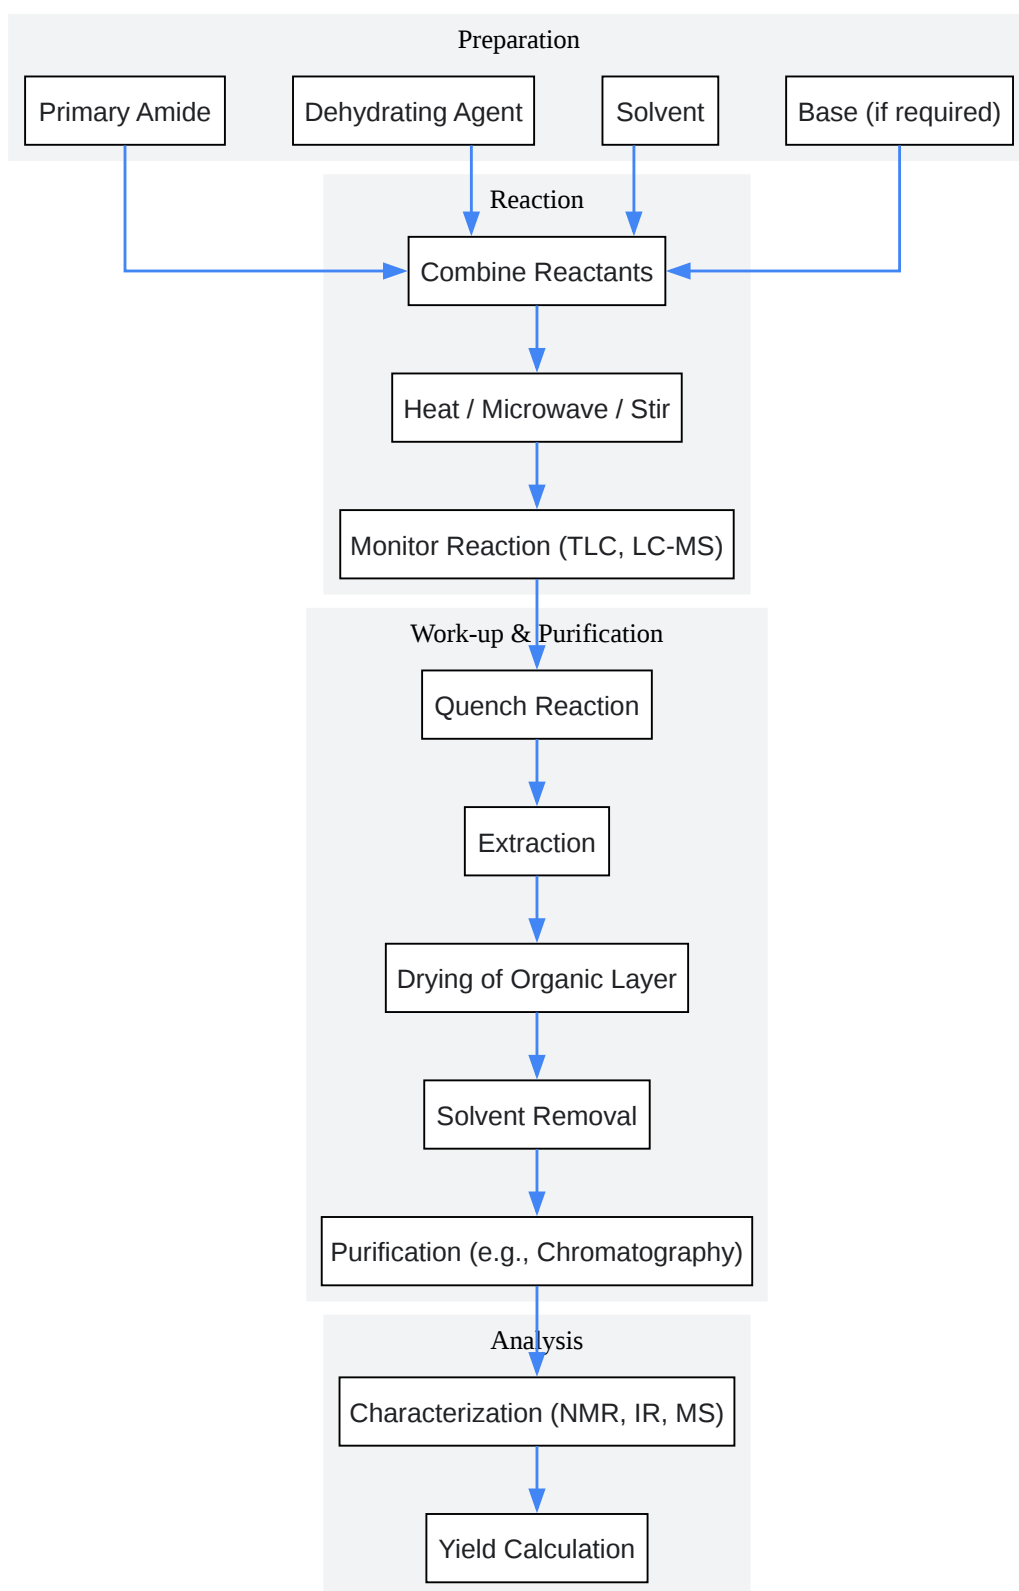 Preparation
Primary Amide
Dehydrating Agent
Solvent
Base (if required)
Reaction
Combine Reactants
Heat / Microwave / Stir
Monitor Reaction (TLC, LC-MS)
Work-up & Purification
Quench Reaction
Extraction
Drying of Organic Layer
Solvent Removal
Purification (e.g., Chromatography)
Analysis
Characterization (NMR, IR, MS)
Yield Calculation